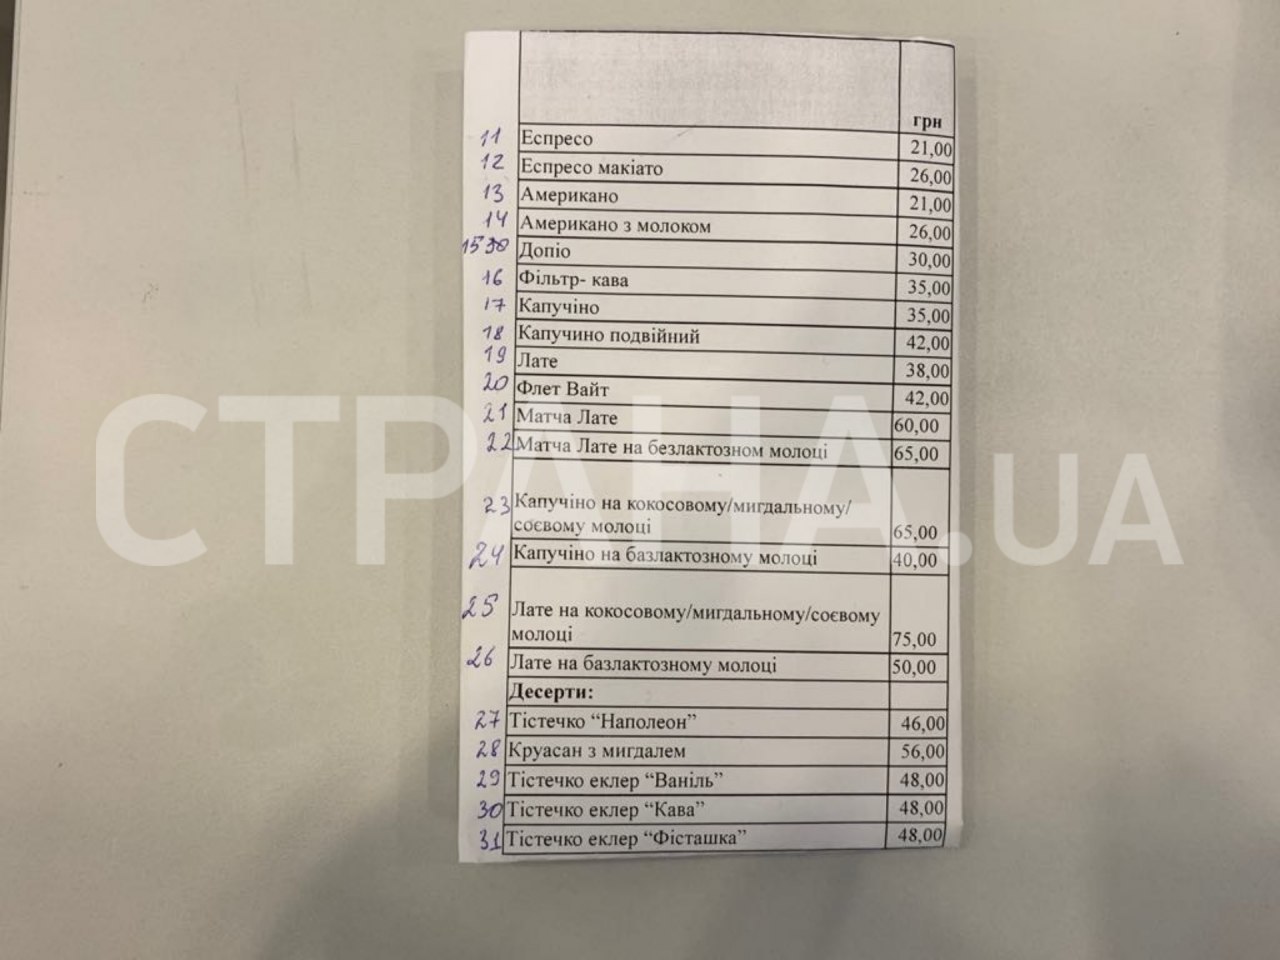 грн
11 Еспресо 21,00
12 Еспресо макіато 26,00
13 Американо 21,00
14 Американо з молоком 26,00
15 Допіо 30,00
16 Фільтр- кава 35,00
17 Капучіно 35,00
18 Капучино подвійний 42,00
19 Лате 38,00
20 Флет Вайт 42,00
21 Матча Лате 60,00
22 Матча Лате на безлактозном молоці 65,00
23 Капучіно на кокосовому/мигдальному/
соєвому молоці 65,00
24 Капучіно на базлактозному молоці 40,00
25 Лате на кокосовому/мигдальному/соєвому
молоці 75,00
26 Лате на базлактозному молоці 50,00
Десерти:
27 Тістечко “Наполеон” 46,00
28 Круасан з мигдалем 56,00
29 Тістечко еклер “Ваніль” 48,00
30 Тістечко еклер “Кава” 48,00
31 Тістечко еклер “Фісташка” 48,00
СТРАНА.UA